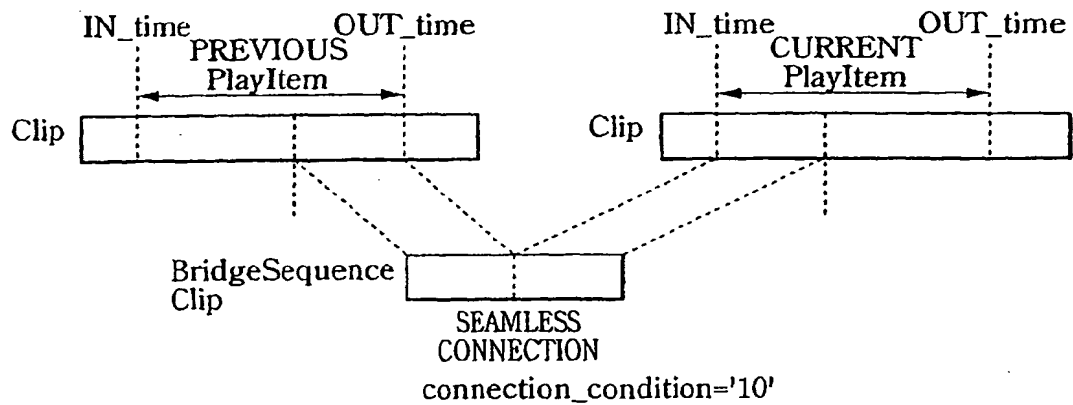 IN_time OUT_time
PREVIOUS
PlayItem
Clip
IN_time OUT_time
CURRENT
PlayItem
Clip
BridgeSequence
Clip
SEAMLESS
CONNECTION
connection_condition='10'